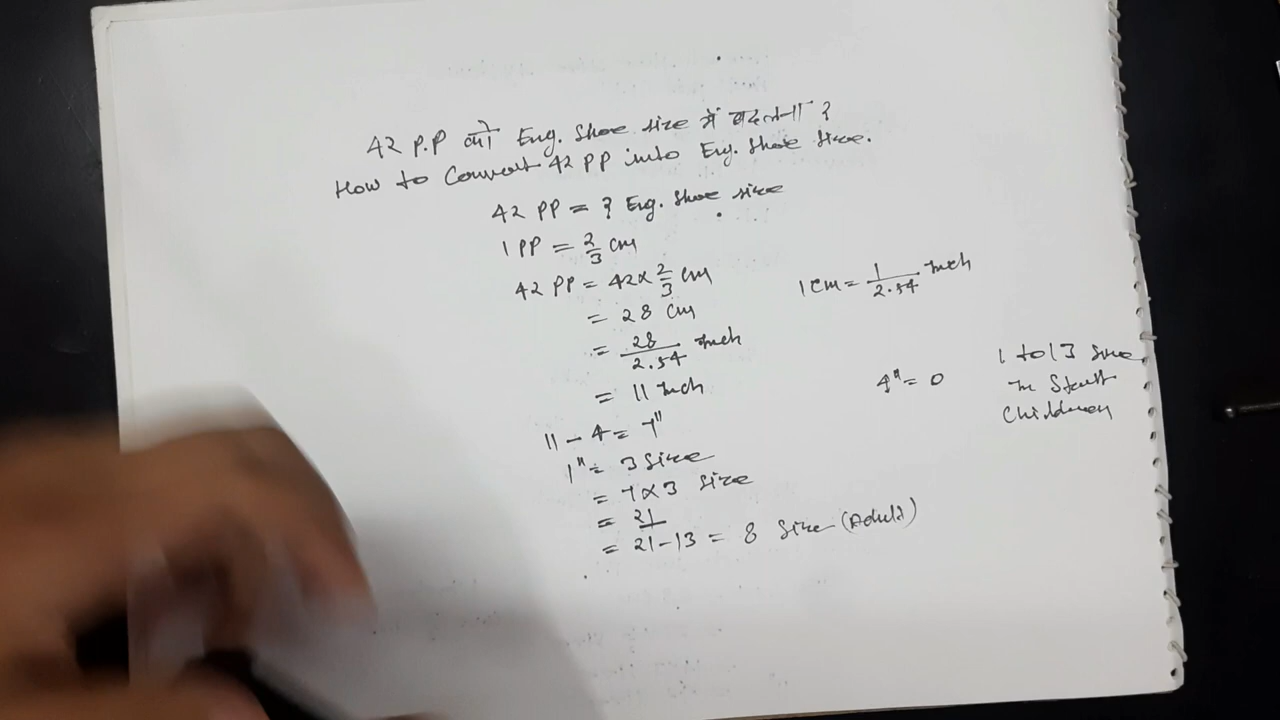 42 P.P को Eng. Shoe size में बदलना ?
How to Convert 42 PP into Eng. Shoe Size.
42 PP = ? Eng. Shoe size
1 PP = 2/3 cm
42 PP = 42 x 2/3 cm
= 28 cm
1 cm = 1/2.54 Inch
= 28/2.54 Inch
= 11 Inch
4" = 0
1 to 13 Size
In Start
Children
11 - 4 = 7"
1" = 3 Size
= 7 x 3 Size
= 21
= 21 - 13 = 8 Size (Adult)